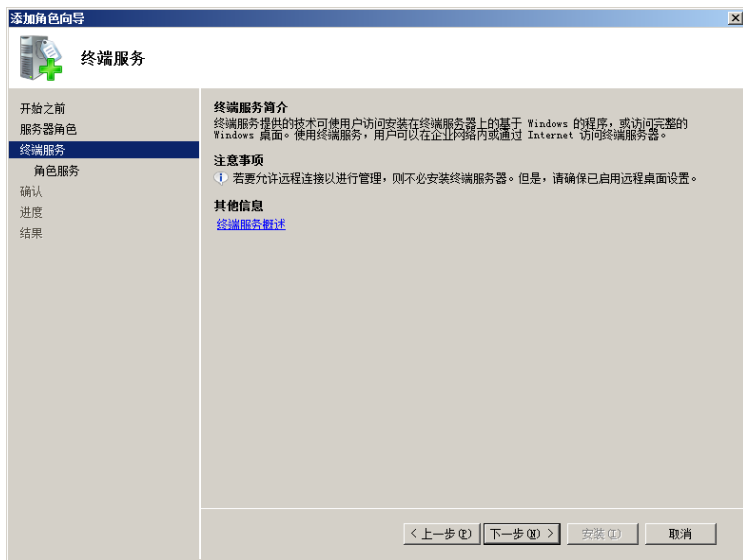 添加角色向导
终端服务
开始之前
服务器角色
终端服务
角色服务
确认
进度
结果
终端服务简介
终端服务提供的技术可使用户访问安装在终端服务器上的基于 Windows 的程序，或访问完整的
Windows 桌面。使用终端服务，用户可以在企业网络内或通过 Internet 访问终端服务器。
注意事项
若要允许远程连接以进行管理，则不必安装终端服务器。但是，请确保已启用远程桌面设置。
其他信息
终端服务概述
< 上一步(P) 下一步(N) > 安装(I) 取消